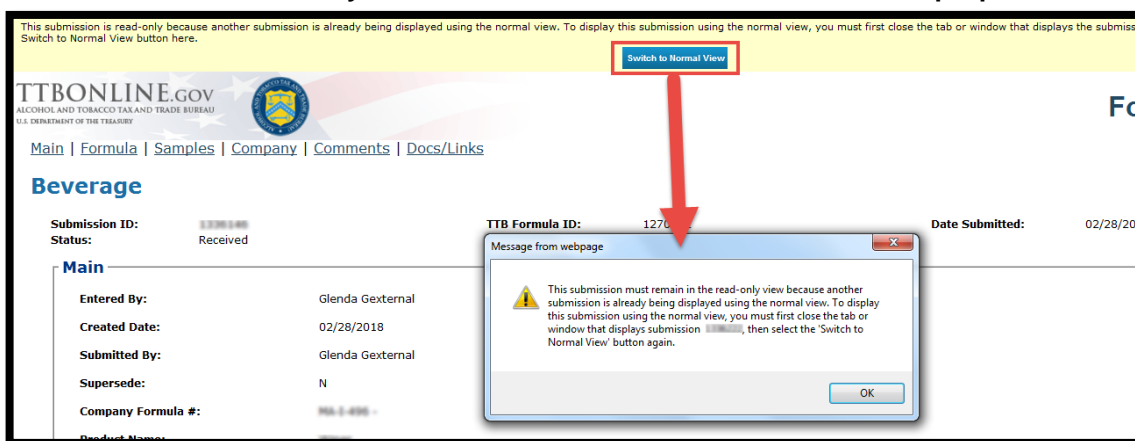 This submission is read-only because another submission is already being displayed using the normal view. To display this submission using the normal view, you must first close the tab or window that displays the submiss
Switch to Normal View button here.
Switch to Normal View
TTBONLINE.GOV
ALCOHOL AND TOBACCO TAX AND TRADE BUREAU
U.S. DEPARTMENT OF THE TREASURY
Fo
Main | Formula | Samples | Company | Comments | Docs/Links
Beverage
Submission ID: TTB Formula ID: 1270 Date Submitted: 02/28/20
Status: Received
Main
Entered By: Glenda Gexternal
Created Date: 02/28/2018
Submitted By: Glenda Gexternal
Supersede: N
Company Formula #:
Product Name:
Message from webpage
This submission must remain in the read-only view because another
submission is already being displayed using the normal view. To display
this submission using the normal view, you must first close the tab or
window that displays submission , then select the 'Switch to
Normal View' button again.
OK